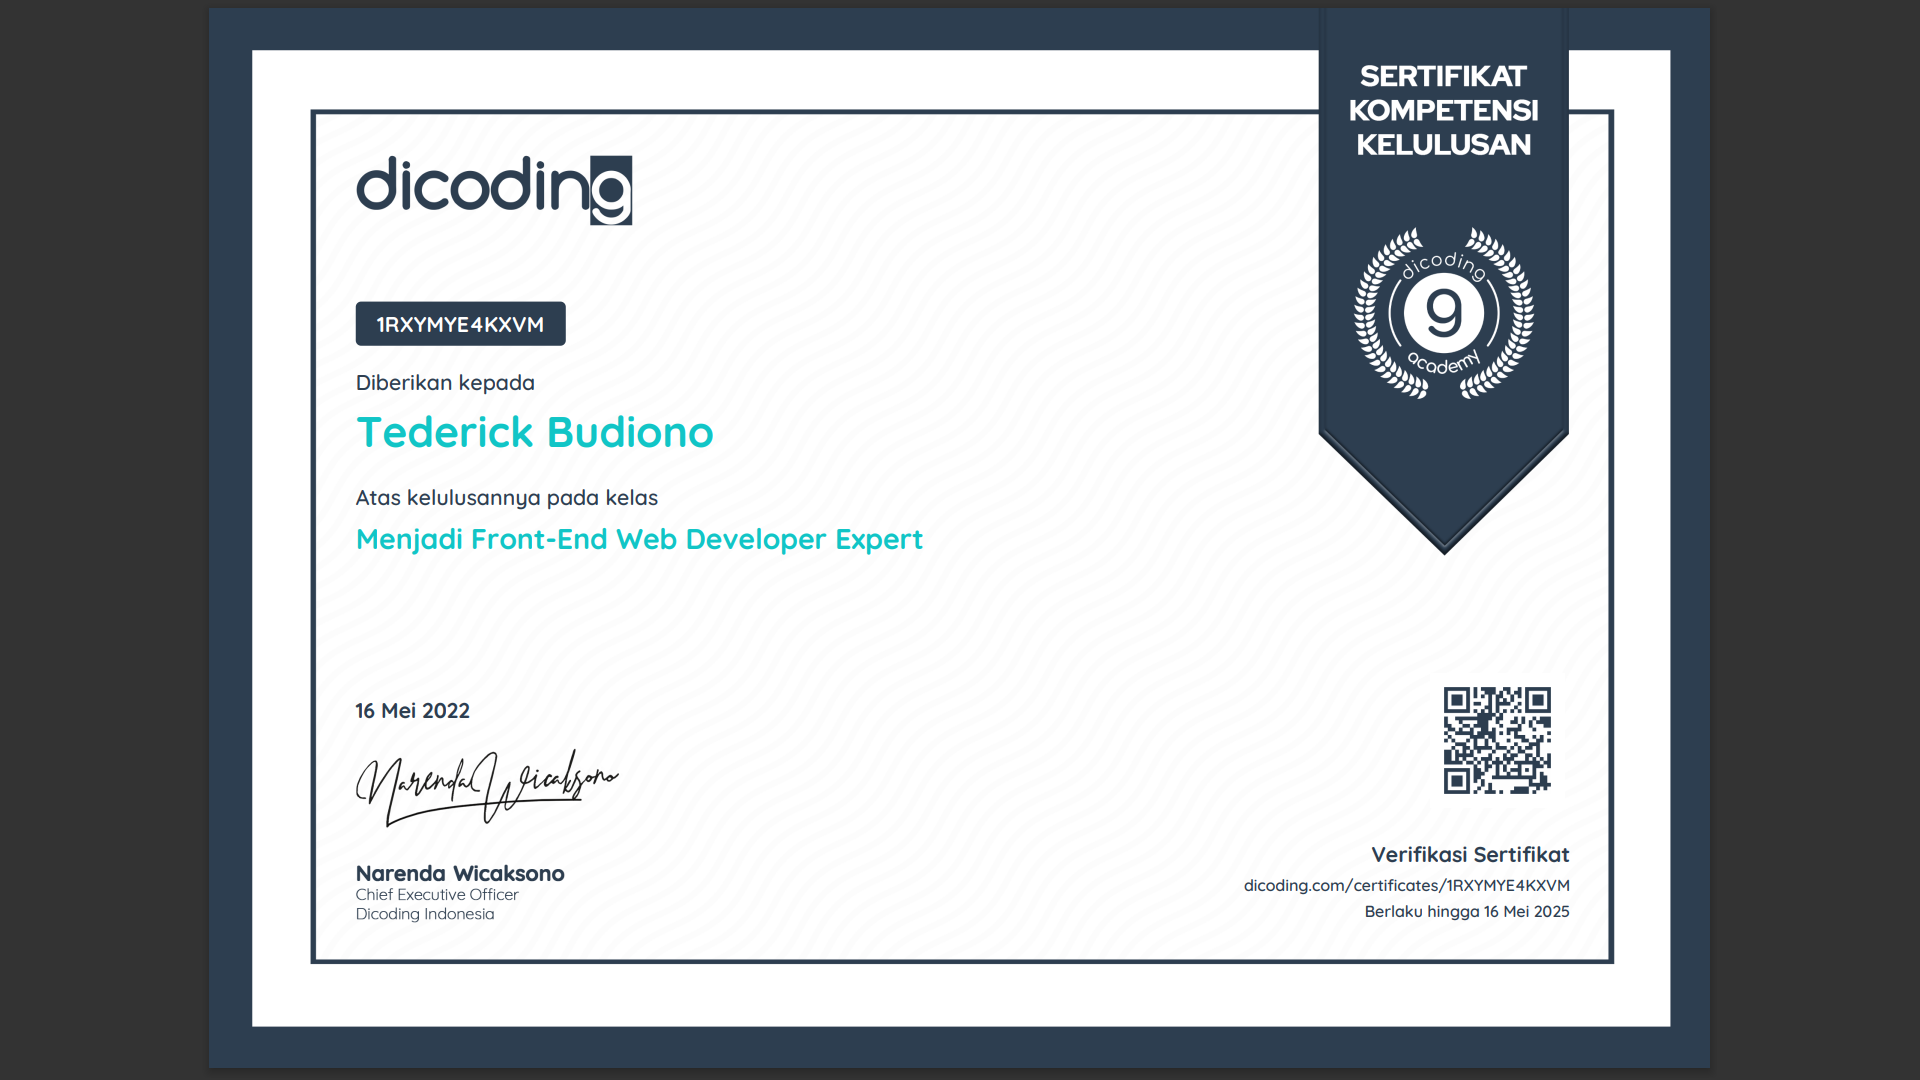 SERTIFIKAT
KOMPETENSI
KELULUSAN
dicoding
dicoding
g
academy
1RXYMYE4KXVM
Diberikan kepada
Tederick Budiono
Atas kelulusannya pada kelas
Menjadi Front-End Web Developer Expert
16 Mei 2022
Narenda Wicaksono
Narenda Wicaksono
Chief Executive Officer
Dicoding Indonesia
Verifikasi Sertifikat
dicoding.com/certificates/1RXYMYE4KXVM
Berlaku hingga 16 Mei 2025